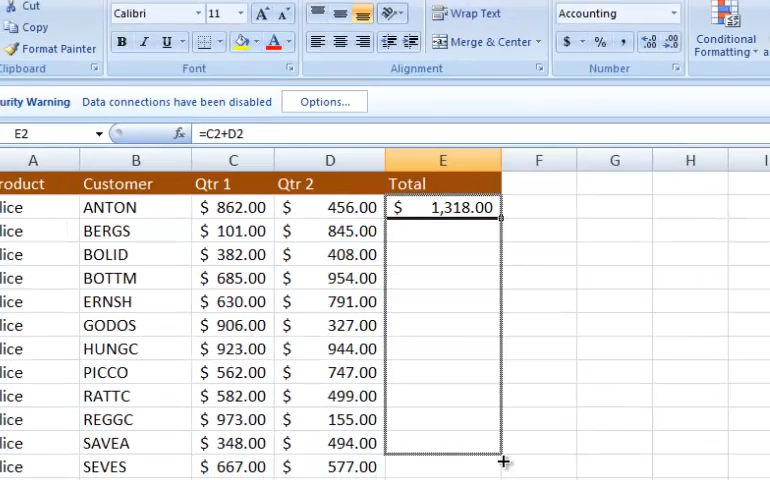 Cut
Copy
Format Painter
Clipboard
Calibri 11 A A
B I U A
Font
Wrap Text
Merge & Center
Alignment
Accounting
$ % , .00 .00
Number
Conditional
Formatting
urity Warning Data connections have been disabled Options...
E2 fx =C2+D2
A B C D E F G H I
roduct Customer Qtr 1 Qtr 2 Total
lice ANTON $ 862.00 $ 456.00 $ 1,318.00
lice BERGS $ 101.00 $ 845.00
lice BOLID $ 382.00 $ 408.00
lice BOTTM $ 685.00 $ 954.00
lice ERNSH $ 630.00 $ 791.00
lice GODOS $ 906.00 $ 327.00
lice HUNGC $ 923.00 $ 944.00
lice PICCO $ 562.00 $ 747.00
lice RATTC $ 582.00 $ 499.00
lice REGGC $ 973.00 $ 155.00
lice SAVEA $ 348.00 $ 494.00
lice SEVES $ 667.00 $ 577.00